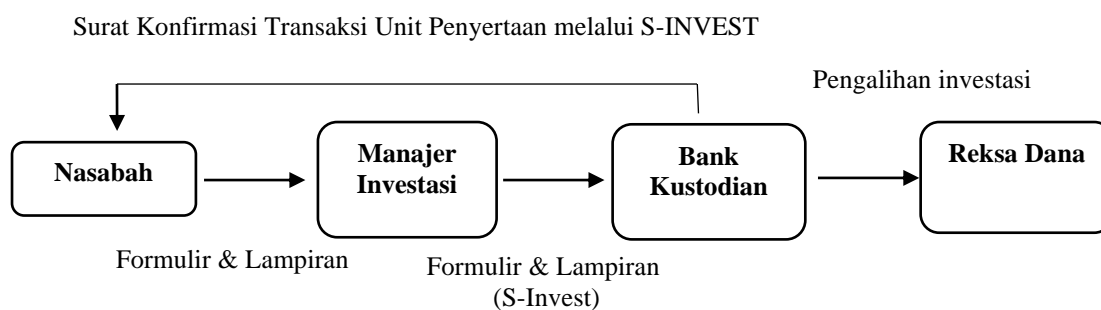 Surat Konfirmasi Transaksi Unit Penyertaan melalui S-INVEST
Pengalihan investasi
Nasabah
Manajer
Investasi
Bank
Kustodian
Reksa Dana
Formulir & Lampiran
Formulir & Lampiran
(S-Invest)